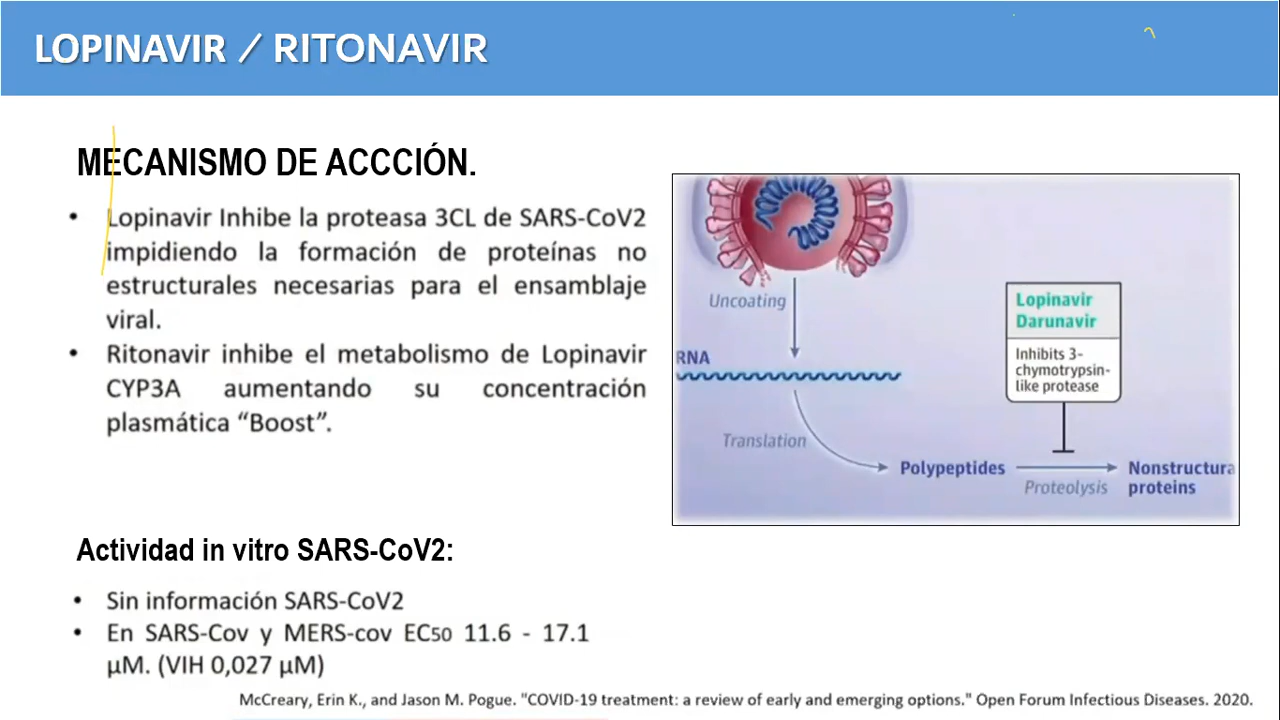 LOPINAVIR / RITONAVIR
MECANISMO DE ACCCIÓN.
• Lopinavir Inhibe la proteasa 3CL de SARS-CoV2
impidiendo la formación de proteínas no
estructurales necesarias para el ensamblaje
viral.
• Ritonavir inhibe el metabolismo de Lopinavir
CYP3A aumentando su concentración
plasmática “Boost”.
Uncoating
RNA
Translation
Lopinavir
Darunavir
Inhibits 3-
chymotrypsin-
like protease
Polypeptides
Proteolysis
Nonstructura
proteins
Actividad in vitro SARS-CoV2:
• Sin información SARS-CoV2
• En SARS-Cov y MERS-cov EC50 11.6 - 17.1
µM. (VIH 0,027 µM)
McCreary, Erin K., and Jason M. Pogue. "COVID-19 treatment: a review of early and emerging options." Open Forum Infectious Diseases. 2020.